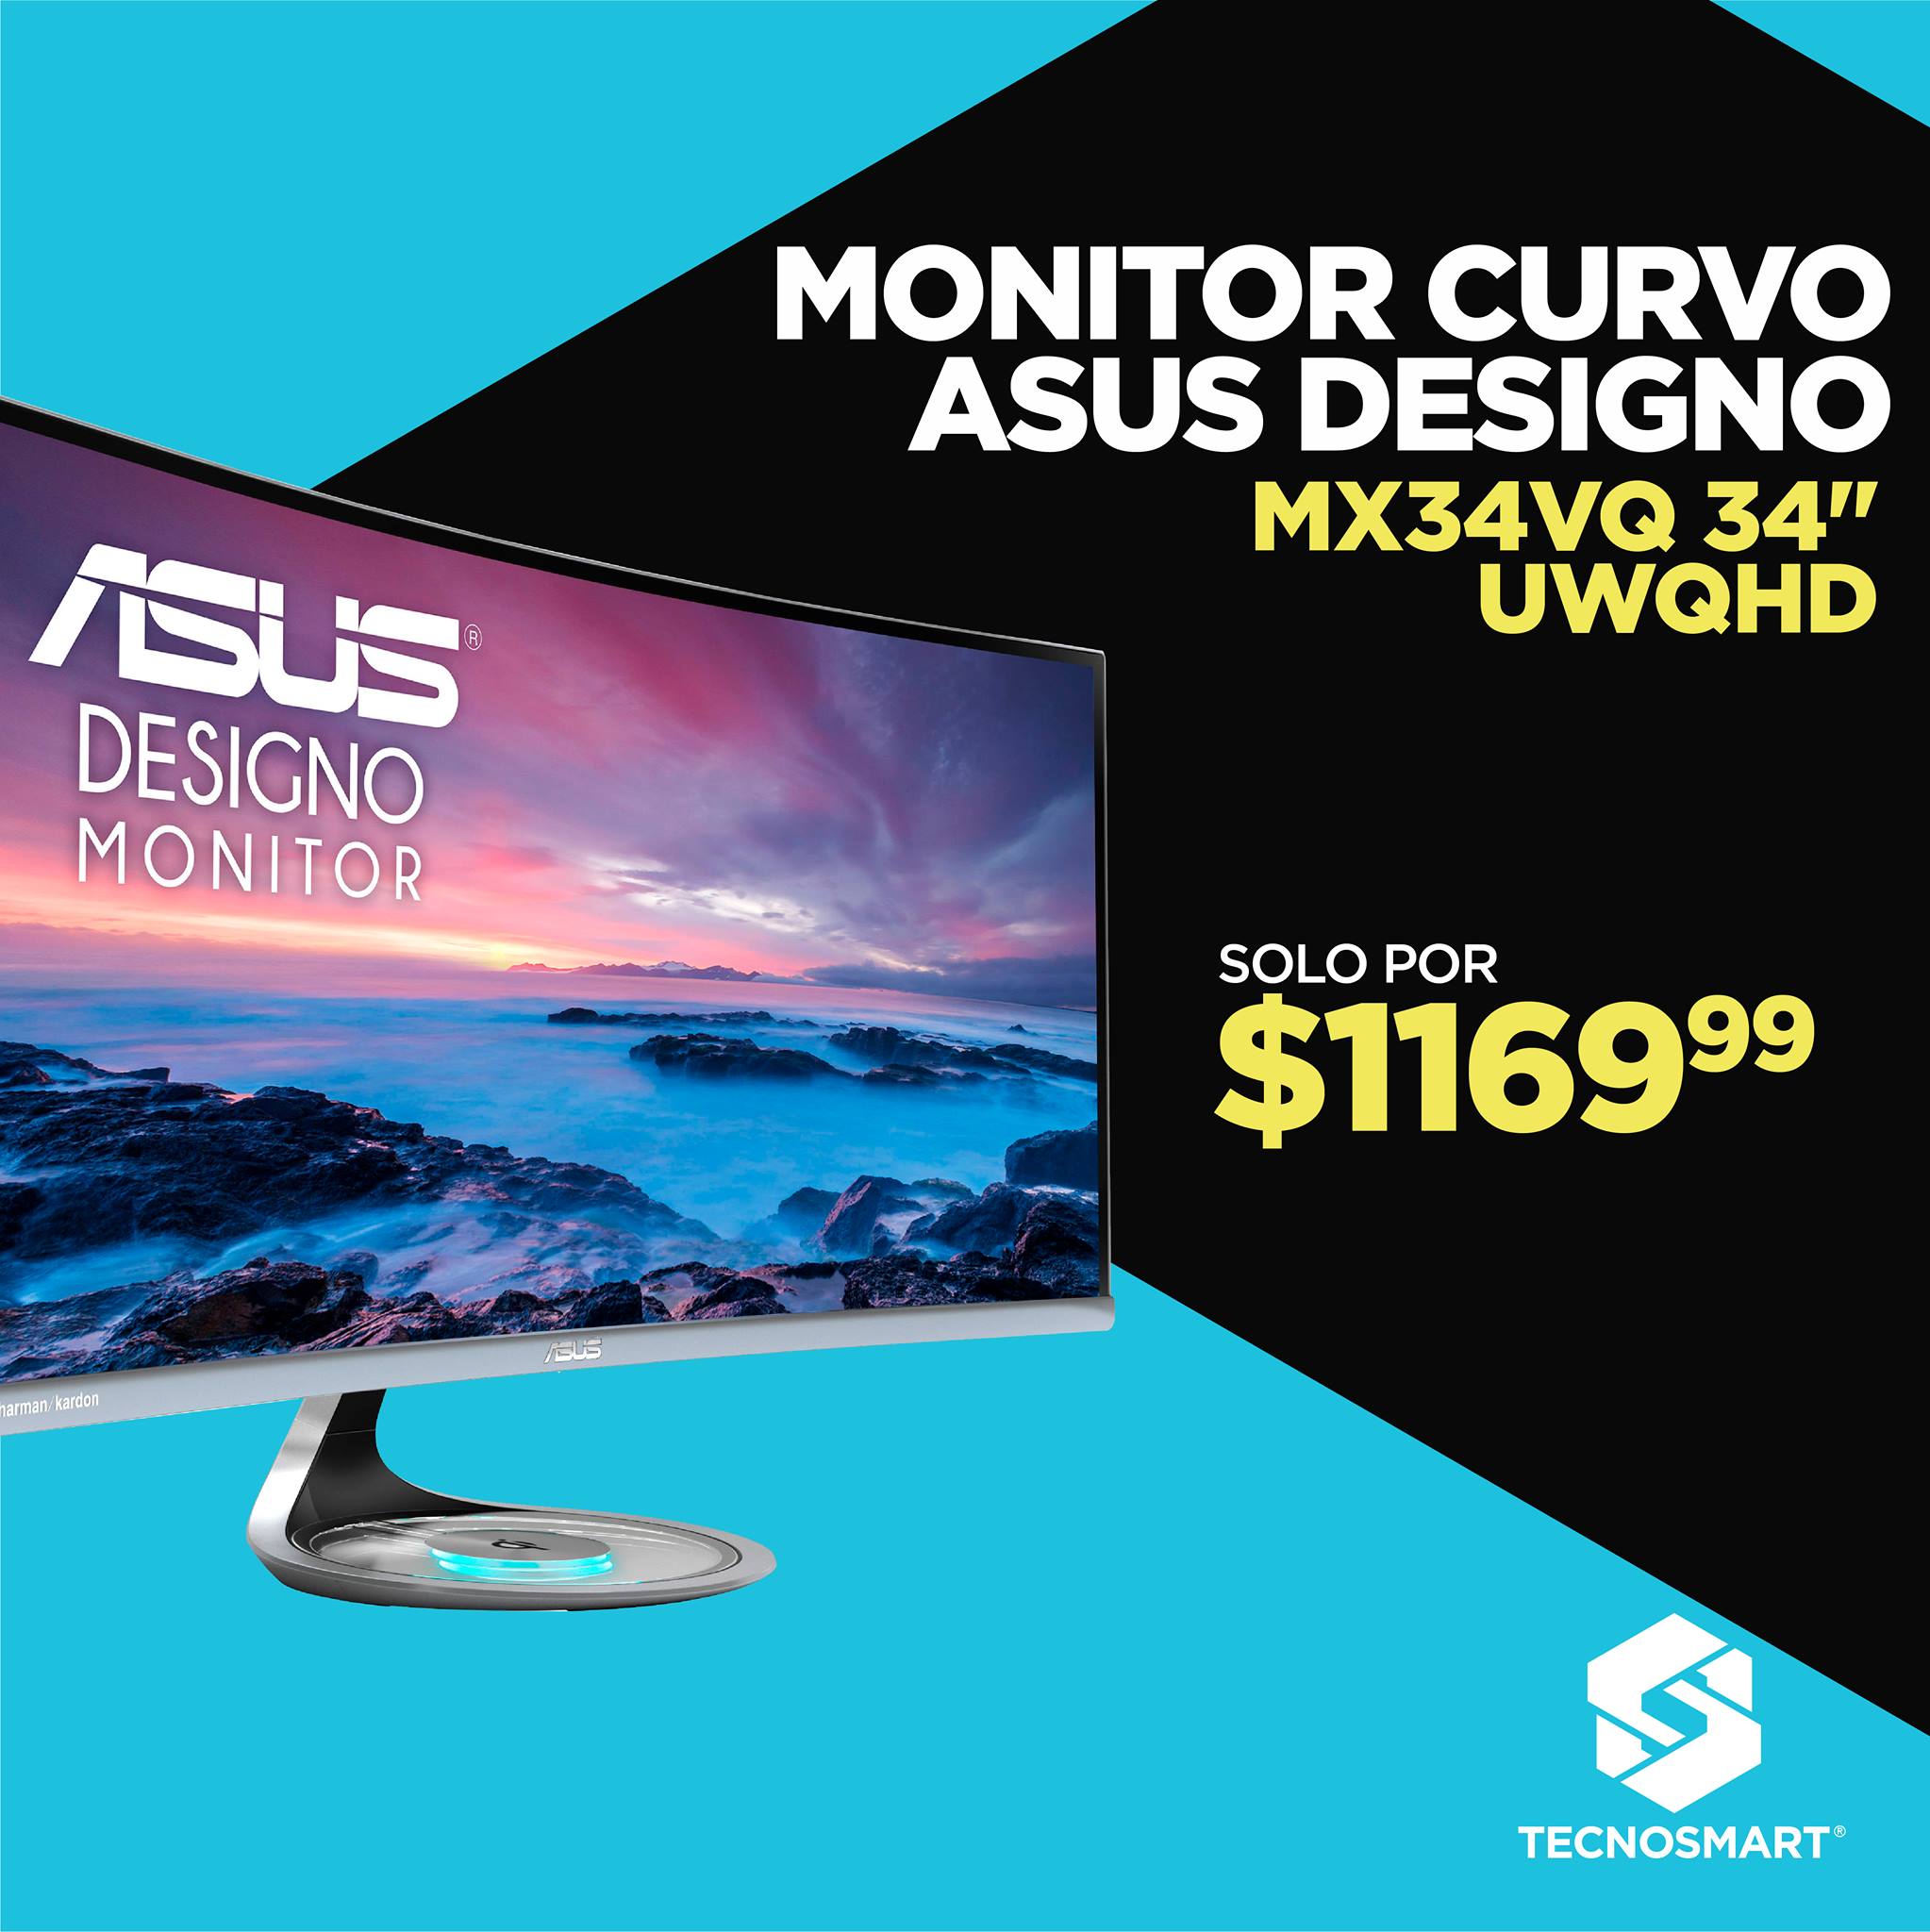 MONITOR CURVO
ASUS DESIGNO
MX34VQ 34"
UWQHD
ASUS®
DESIGNO
MONITOR
SOLO POR
$1169⁹⁹
ASUS
harman/kardon
TECNOSMART®